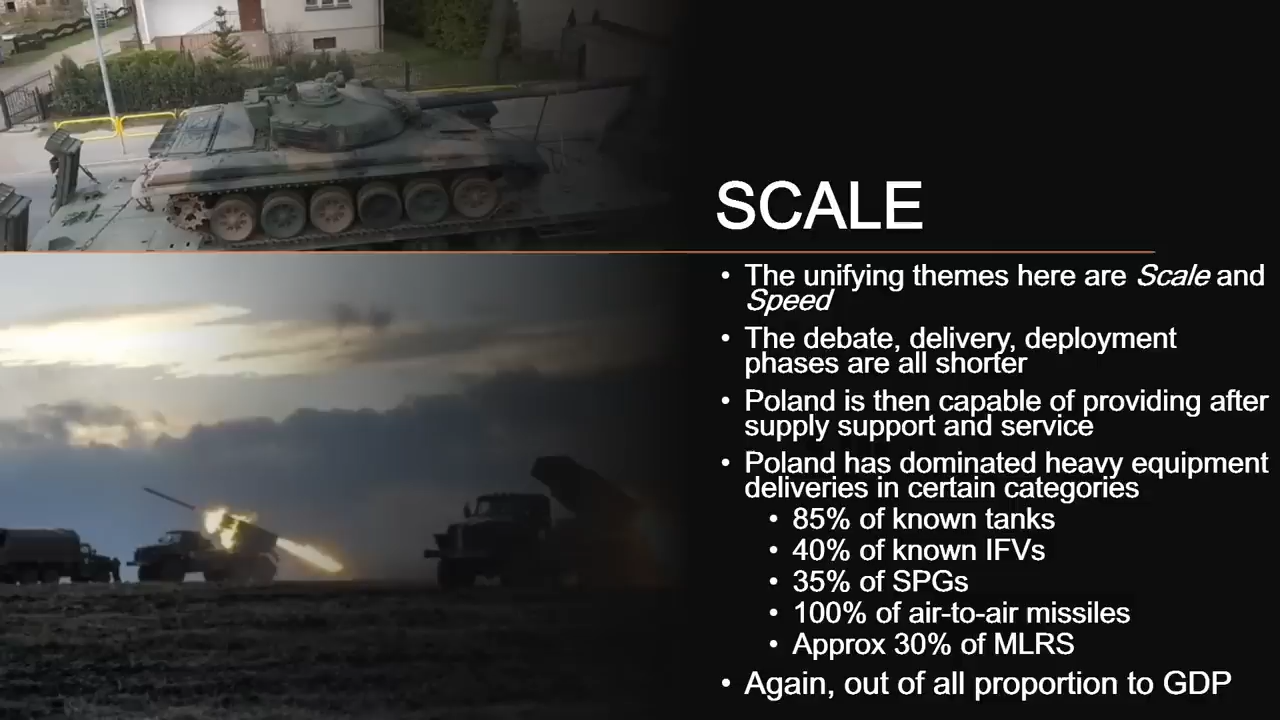 SCALE
• The unifying themes here are Scale and
Speed
• The debate, delivery, deployment
phases are all shorter
• Poland is then capable of providing after
supply support and service
• Poland has dominated heavy equipment
deliveries in certain categories
• 85% of known tanks
• 40% of known IFVs
• 35% of SPGs
• 100% of air-to-air missiles
• Approx 30% of MLRS
• Again, out of all proportion to GDP